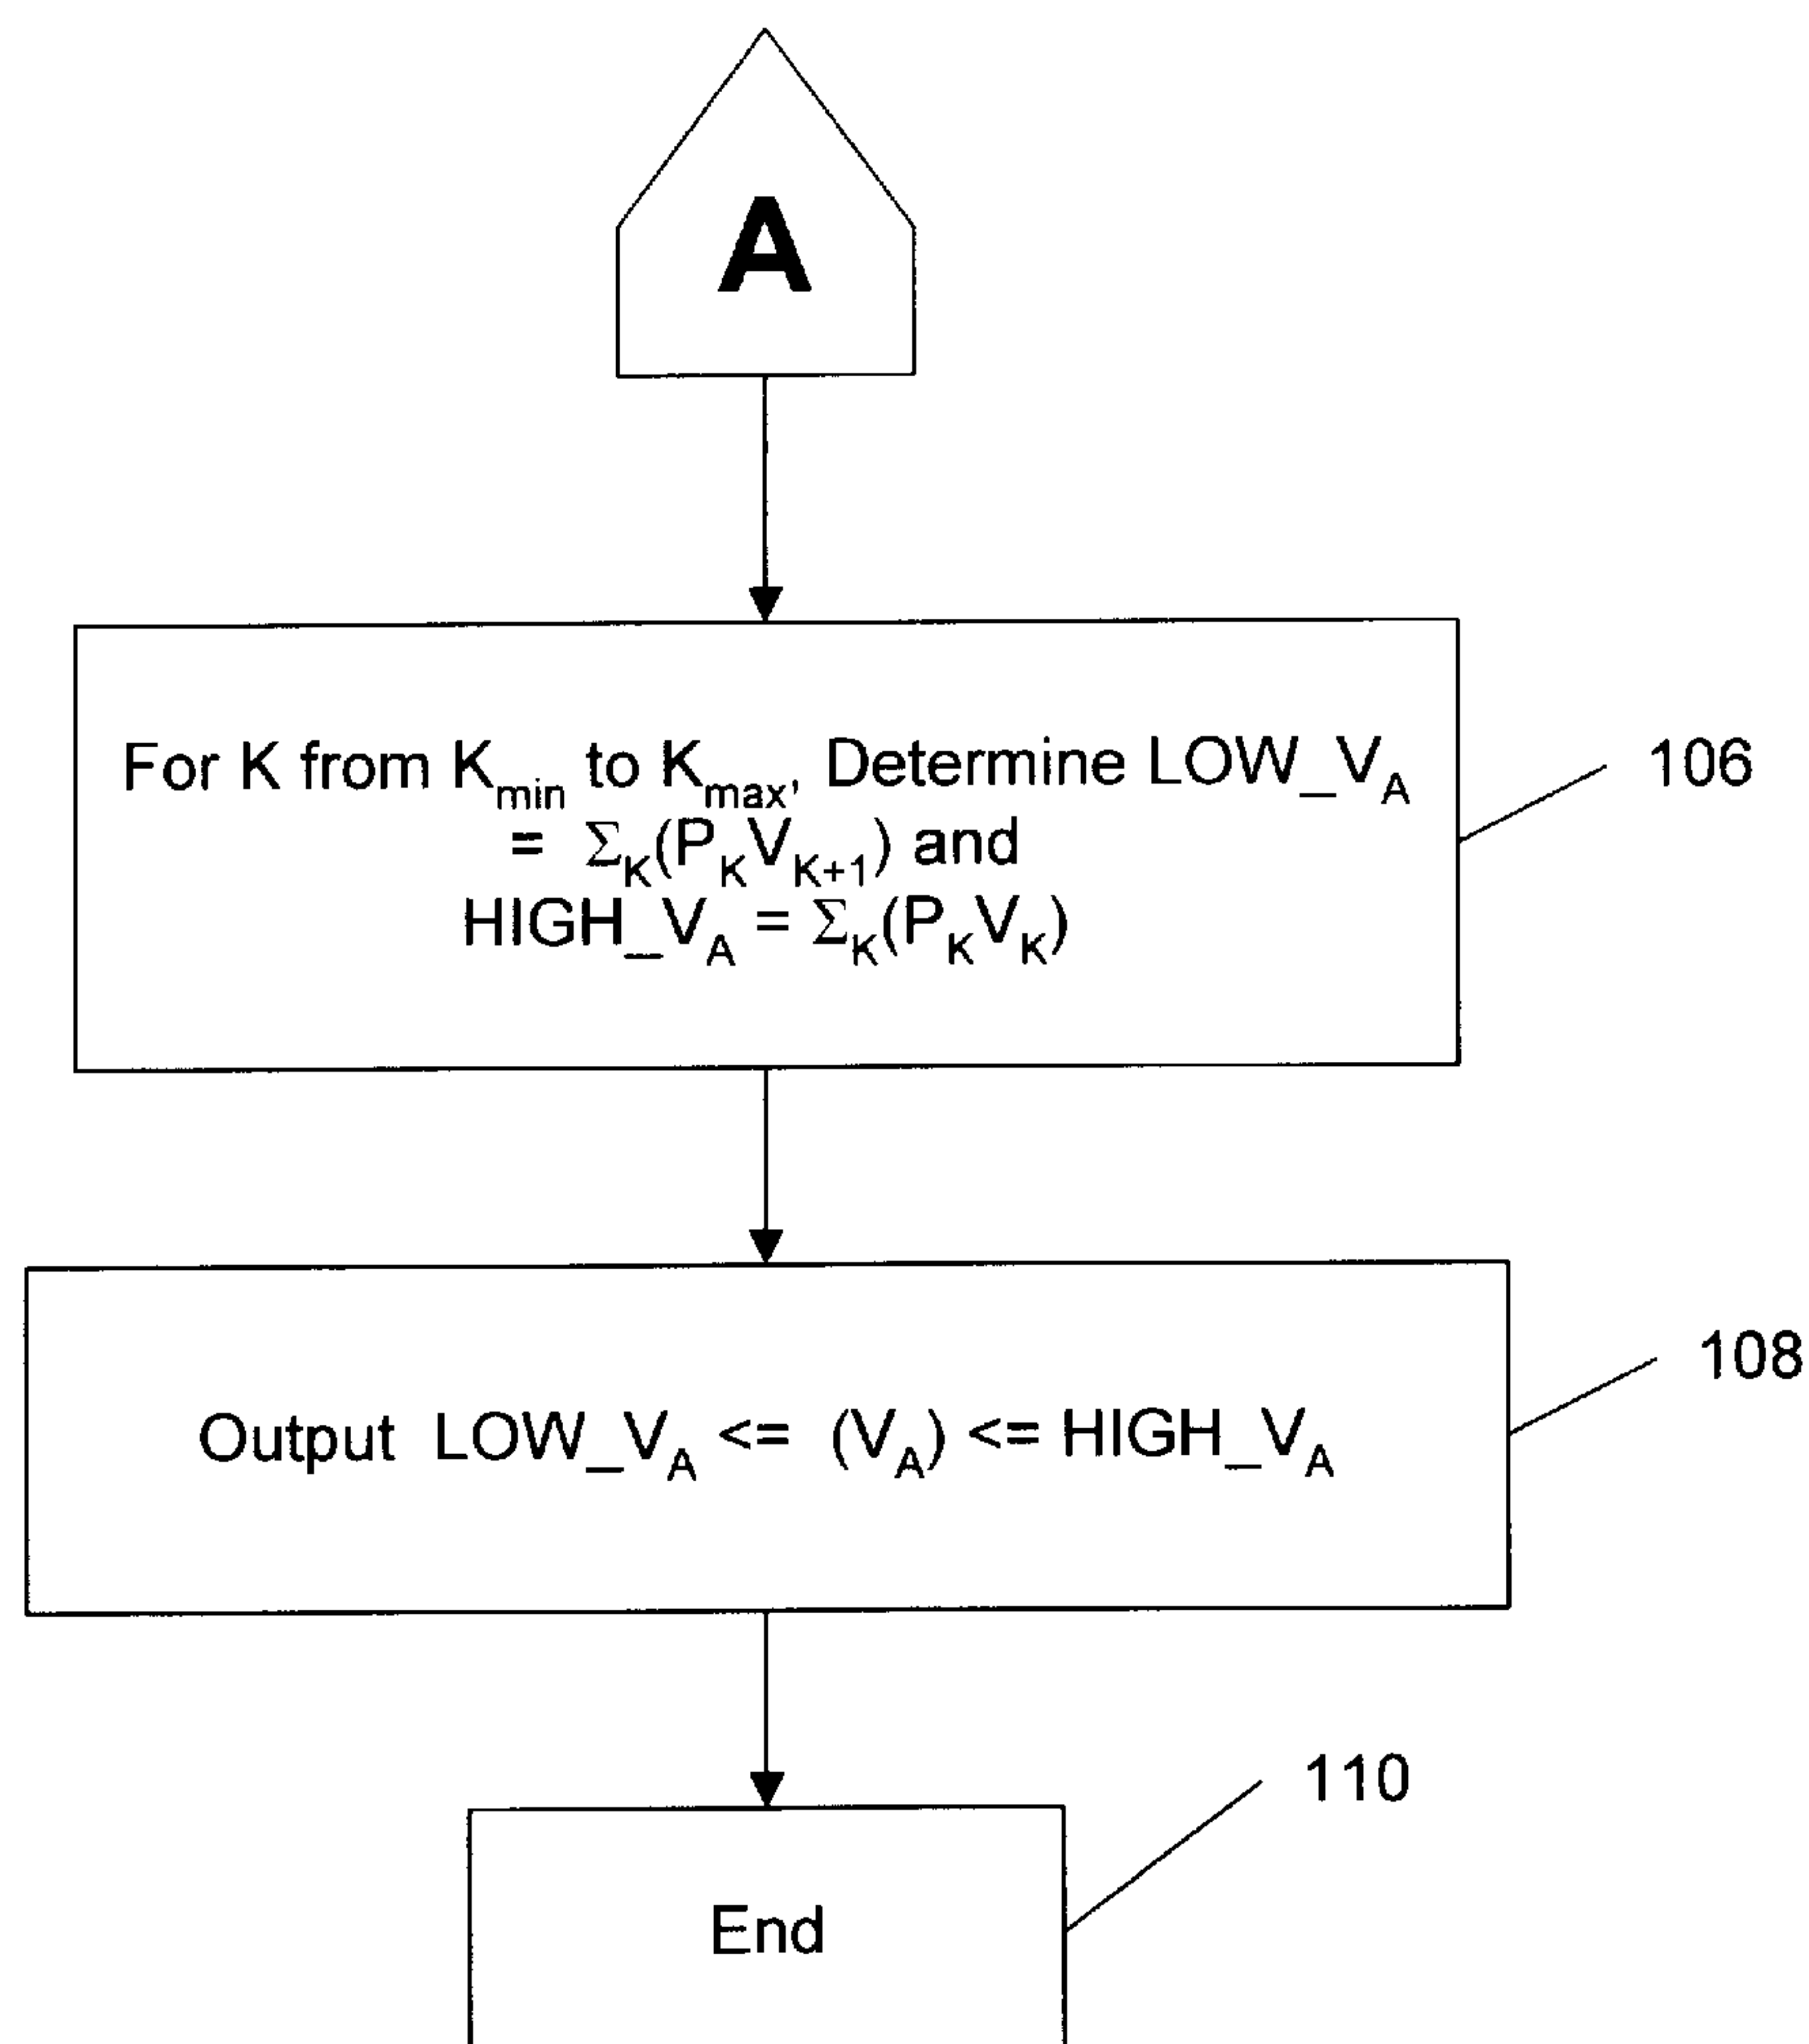 A
For K from Kmin to Kmax, Determine LOW_VA
= ΣK(PKVK+1) and
HIGH_VA = ΣK(PKVK)
106
Output LOW_VA <= (VA) <= HIGH_VA
108
110
End